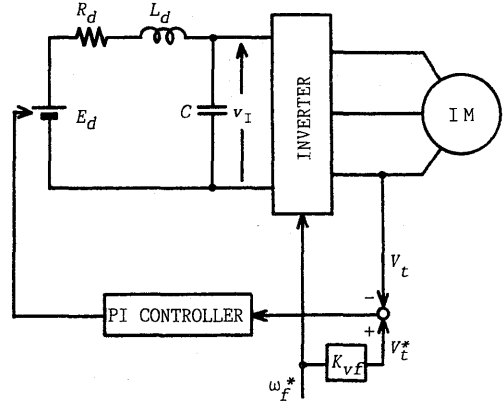 R_d
L_d
E_d
C
v_I
INVERTER
IM
V_t
−
+
PI CONTROLLER
K_vf
V_t^*
ω_f^*